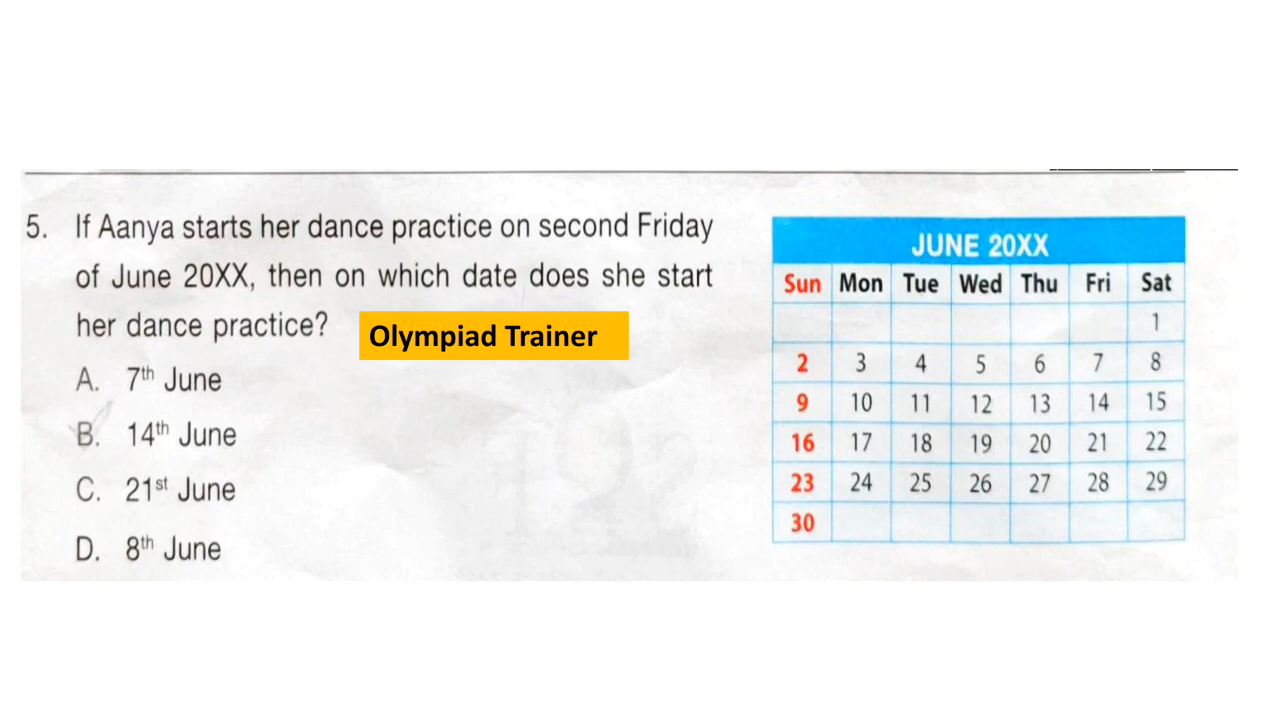 5. If Aanya starts her dance practice on second Friday
of June 20XX, then on which date does she start
her dance practice?
Olympiad Trainer
A. 7th June
B. 14th June
C. 21st June
D. 8th June
JUNE 20XX
Sun Mon Tue Wed Thu Fri Sat
1
2 3 4 5 6 7 8
9 10 11 12 13 14 15
16 17 18 19 20 21 22
23 24 25 26 27 28 29
30